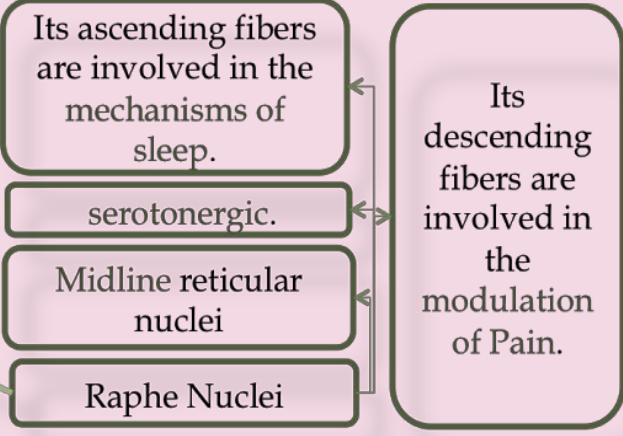 Its ascending fibers
are involved in the
mechanisms of
sleep.
serotonergic.
Midline reticular
nuclei
Raphe Nuclei
Its
descending
fibers are
involved in
the
modulation
of Pain.